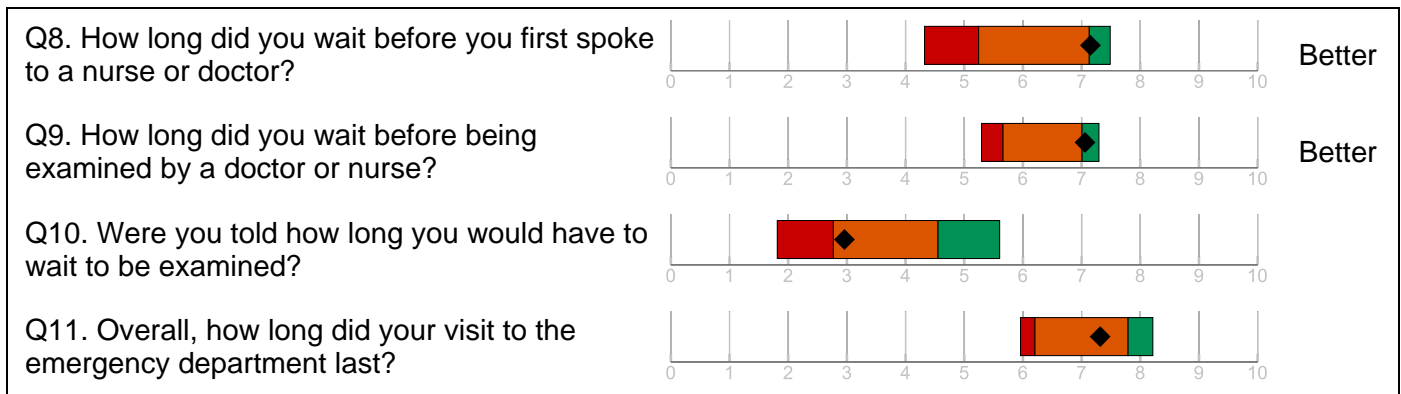 Q8. How long did you wait before you first spoke
to a nurse or doctor?
Better
0 1 2 3 4 5 6 7 8 9 10
Q9. How long did you wait before being
examined by a doctor or nurse?
Better
0 1 2 3 4 5 6 7 8 9 10
Q10. Were you told how long you would have to
wait to be examined?
0 1 2 3 4 5 6 7 8 9 10
Q11. Overall, how long did your visit to the
emergency department last?
0 1 2 3 4 5 6 7 8 9 10